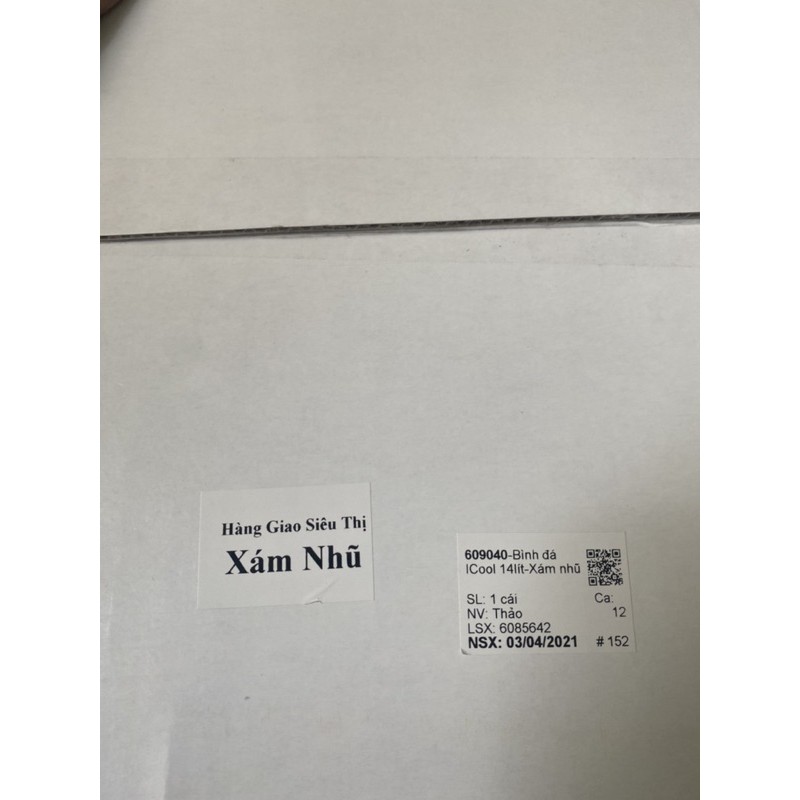 Hàng Giao Siêu Thị
Xám Nhũ
609040-Bình đá
ICool 14lít-Xám nhũ
SL: 1 cái Ca:
NV: Thảo 12
LSX: 6085642
NSX: 03/04/2021 # 152